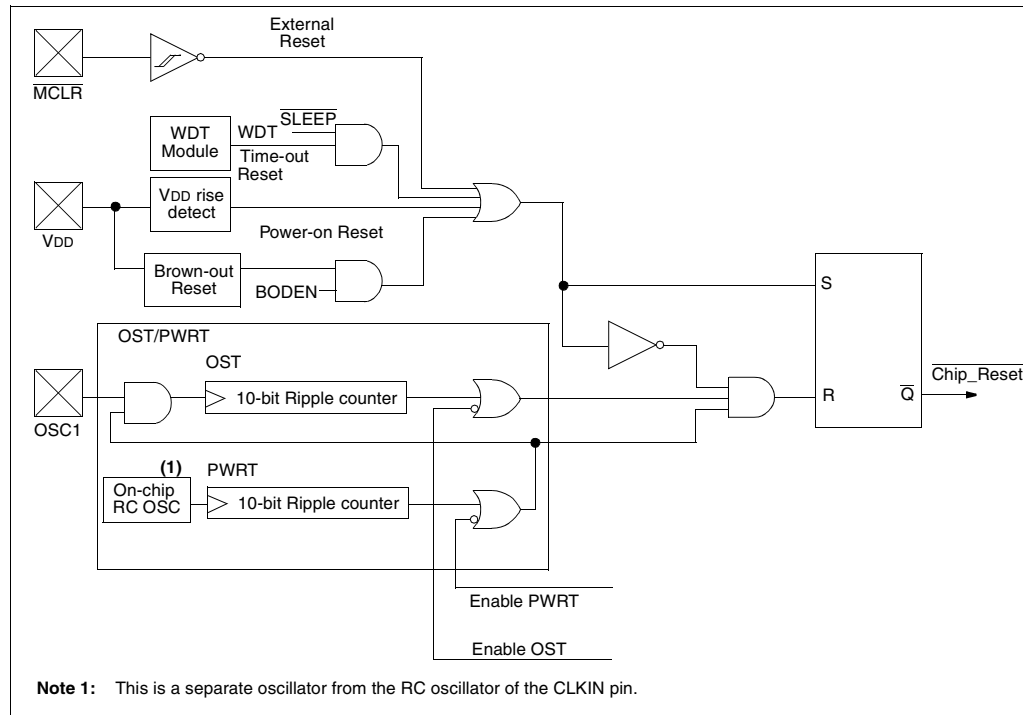 External
Reset
MCLR
SLEEP
WDT
Module
WDT
Time-out
Reset
VDD
VDD rise
detect
Power-on Reset
Brown-out
Reset
BODEN
OST/PWRT
OST
10-bit Ripple counter
OSC1
(1)
On-chip
RC OSC
PWRT
10-bit Ripple counter
S
R
Q
Chip_Reset
Enable PWRT
Enable OST
Note 1: This is a separate oscillator from the RC oscillator of the CLKIN pin.